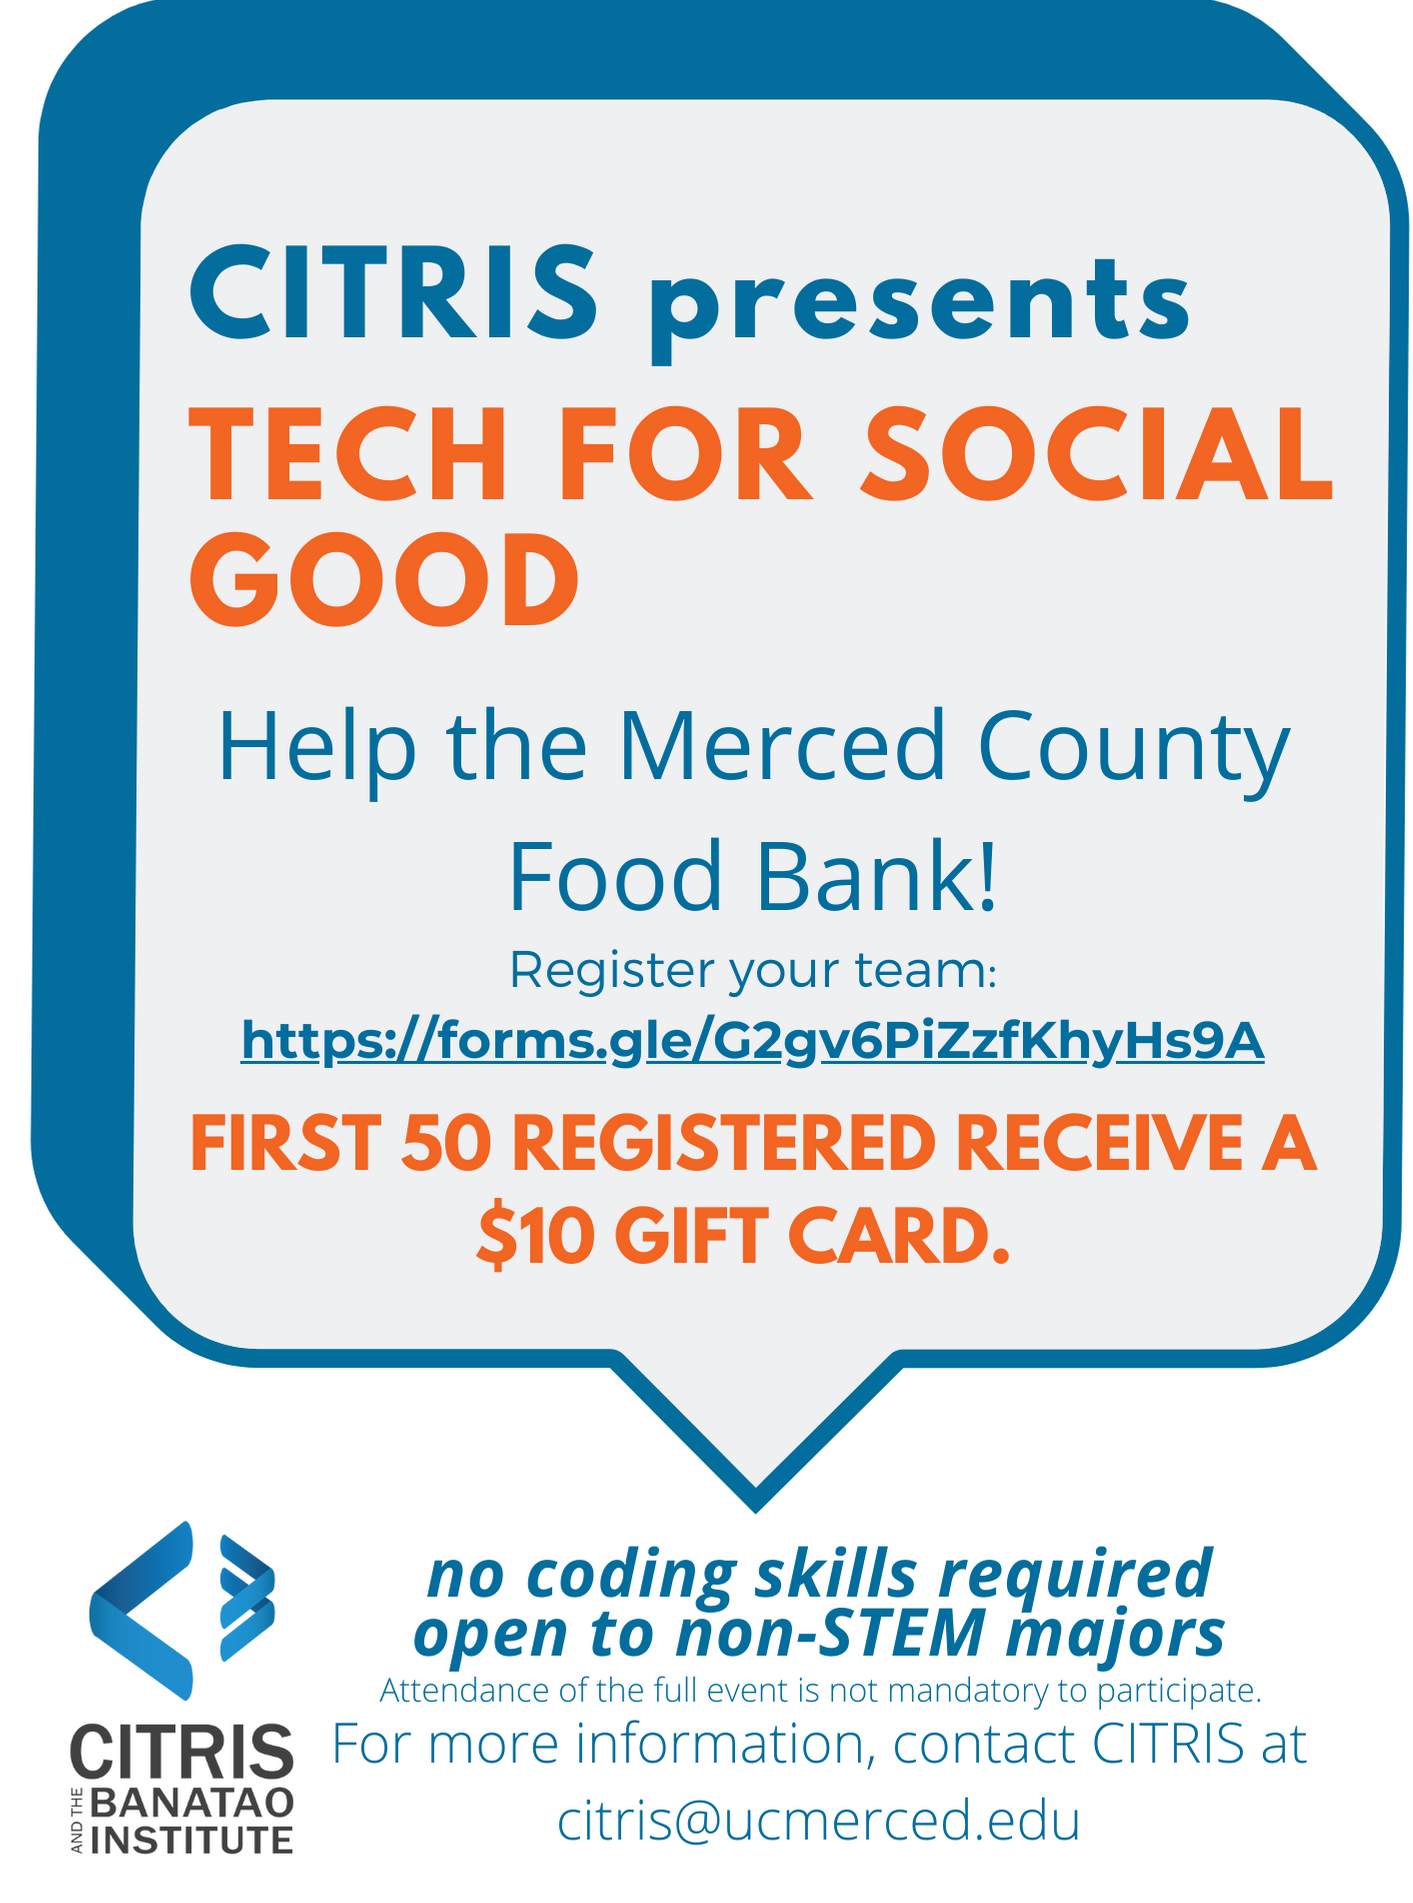 CITRIS presents
TECH FOR SOCIAL
GOOD
Help the Merced County
Food Bank!
Register your team:
https://forms.gle/G2gv6PiZzfKhyHs9A
FIRST 50 REGISTERED RECEIVE A
$10 GIFT CARD.
no coding skills required
open to non-STEM majors
Attendance of the full event is not mandatory to participate.
For more information, contact CITRIS at
citris@ucmerced.edu
CITRIS
AND THE
BANATAO
INSTITUTE